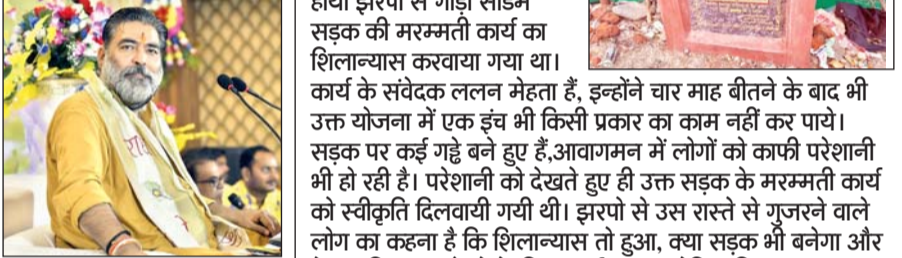 हाथी झरपो से गोड़ी साडम
सड़क की मरम्मती कार्य का
शिलान्यास करवाया गया था।
कार्य के संवेदक ललन मेहता हैं, इन्होंने चार माह बीतने के बाद भी
उक्त योजना में एक इंच भी किसी प्रकार का काम नहीं कर पाये।
सड़क पर कई गड्ढे बने हुए हैं,आवागमन में लोगों को काफी परेशानी
भी हो रही है। परेशानी को देखते हुए ही उक्त सड़क के मरम्मती कार्य
को स्वीकृति दिलवायी गयी थी। झरपो से उस रास्ते से गुजरने वाले
लोग का कहना है कि शिलान्यास तो हुआ, क्या सड़क भी बनेगा और